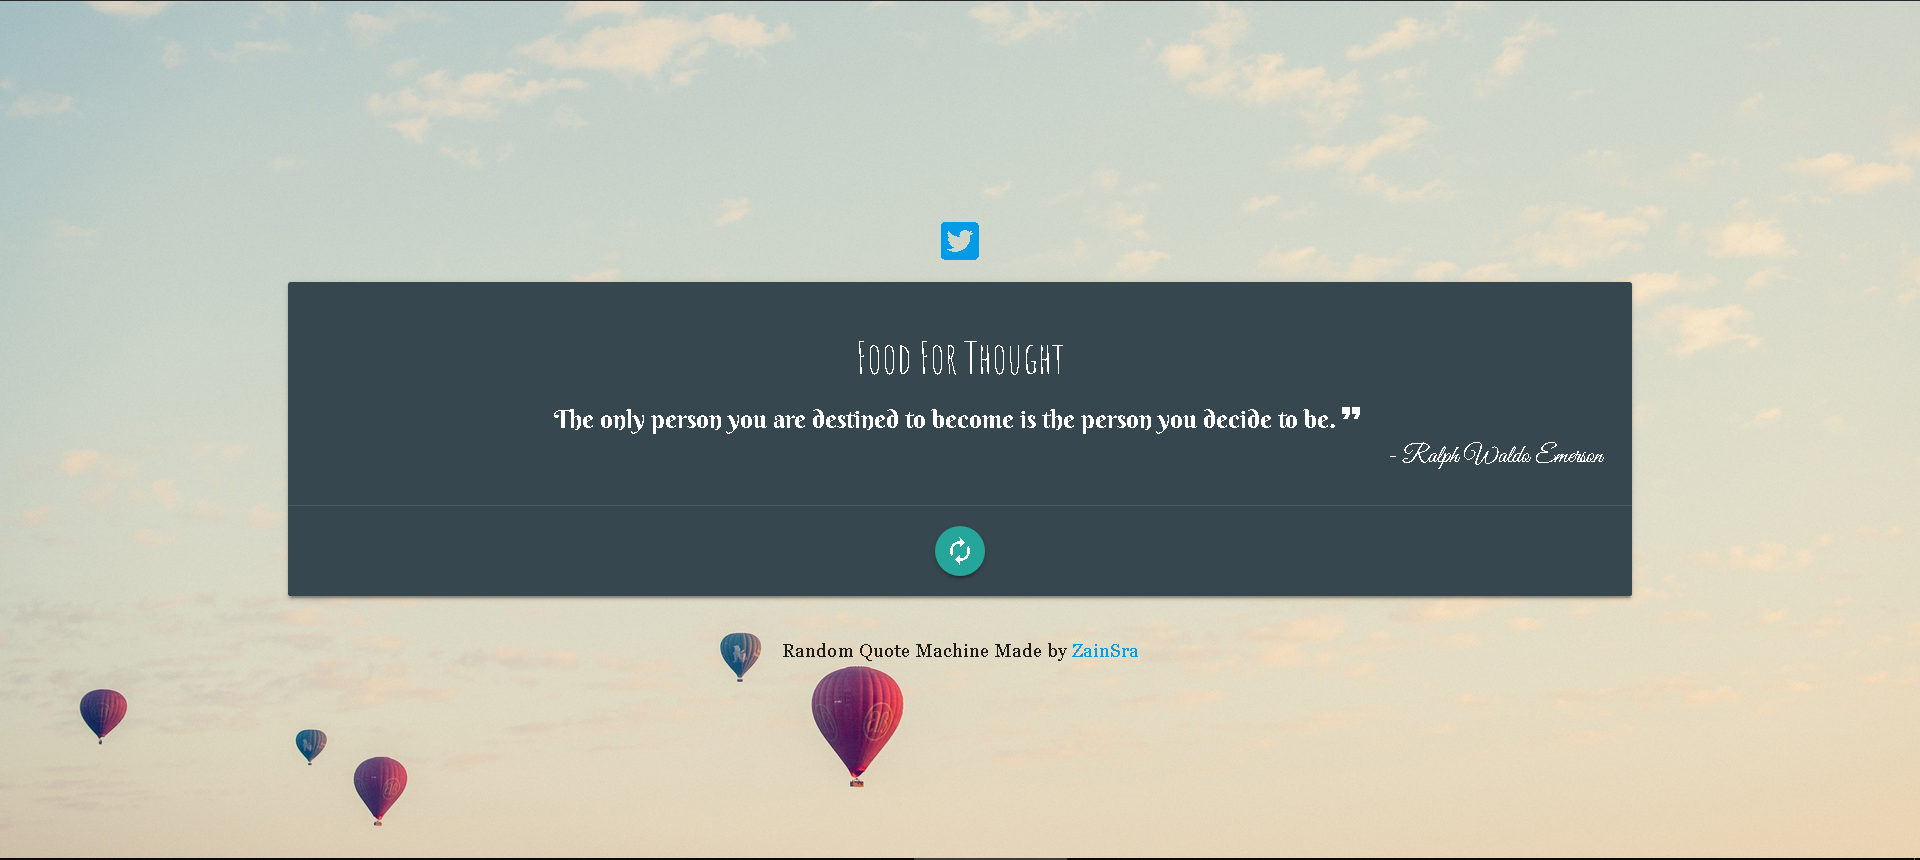 Food For Thought
The only person you are destined to become is the person you decide to be. ”
- Ralph Waldo Emerson
Random Quote Machine Made by ZainSra